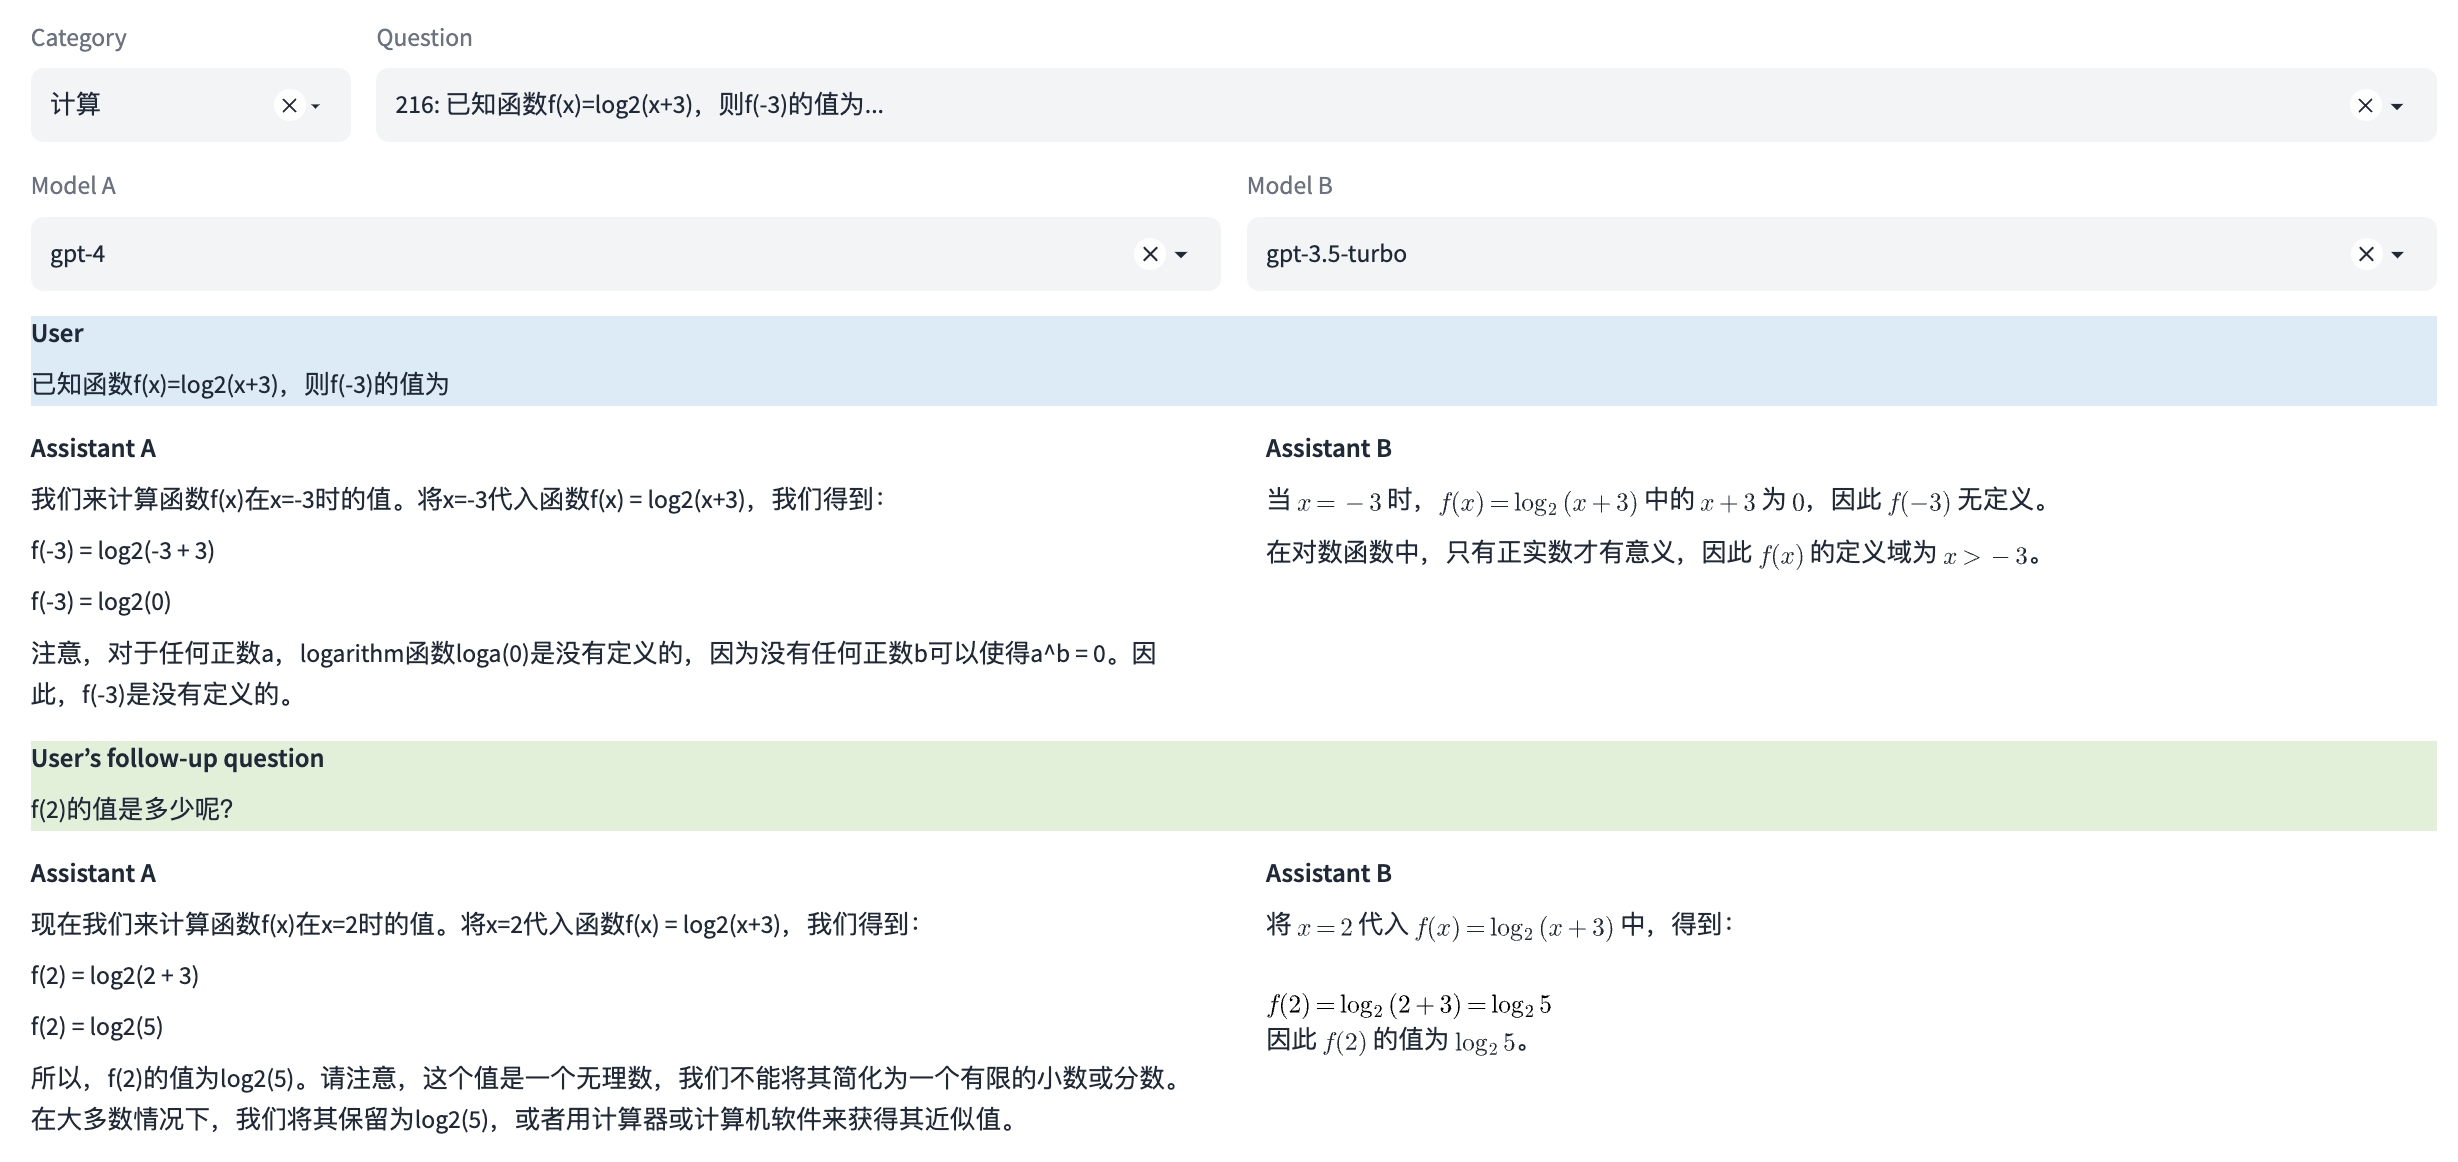 Category
Question
计算
216: 已知函数f(x)=log2(x+3)，则f(-3)的值为...
Model A
Model B
gpt-4
gpt-3.5-turbo
User
已知函数f(x)=log2(x+3)，则f(-3)的值为
Assistant A
我们来计算函数f(x)在x=-3时的值。将x=-3代入函数f(x) = log2(x+3)，我们得到：
f(-3) = log2(-3 + 3)
f(-3) = log2(0)
注意，对于任何正数a，logarithm函数loga(0)是没有定义的，因为没有任何正数b可以使得a^b = 0。因
此，f(-3)是没有定义的。
Assistant B
当 x = −3 时，f(x) = log₂ (x + 3) 中的 x + 3 为 0，因此 f(−3) 无定义。
在对数函数中，只有正实数才有意义，因此 f(x) 的定义域为 x > −3。
User’s follow-up question
f(2)的值是多少呢？
Assistant A
现在我们来计算函数f(x)在x=2时的值。将x=2代入函数f(x) = log2(x+3)，我们得到：
f(2) = log2(2 + 3)
f(2) = log2(5)
所以，f(2)的值为log2(5)。请注意，这个值是一个无理数，我们不能将其简化为一个有限的小数或分数。
在大多数情况下，我们将其保留为log2(5)，或者用计算器或计算机软件来获得其近似值。
Assistant B
将 x = 2 代入 f(x) = log₂ (x + 3) 中，得到：
f(2) = log₂ (2 + 3) = log₂ 5
因此 f(2) 的值为 log₂ 5。